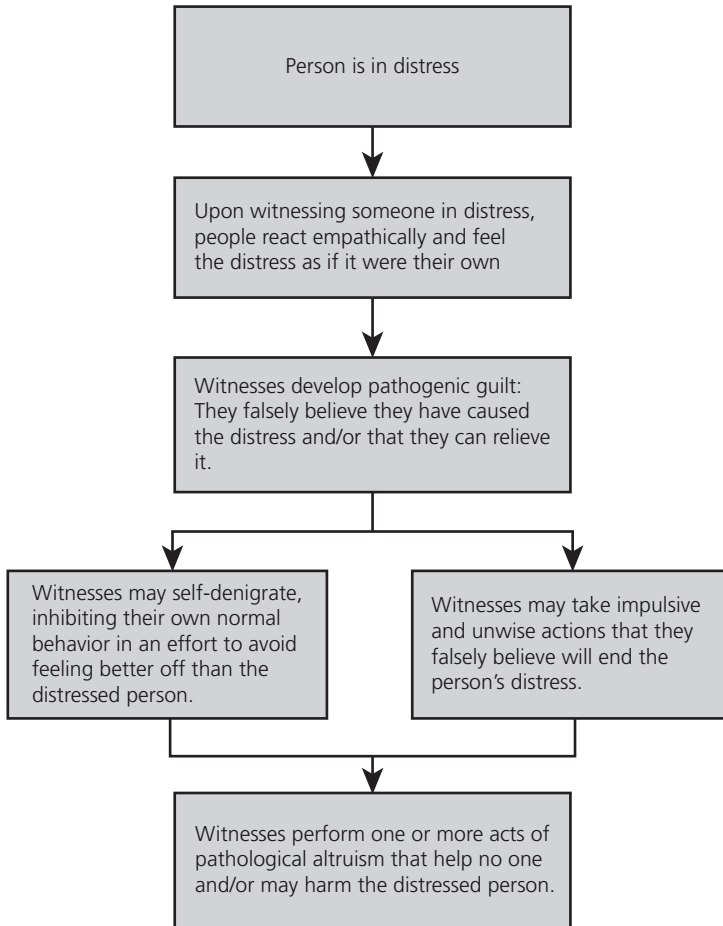 Person is in distress
Upon witnessing someone in distress,
people react empathically and feel
the distress as if it were their own
Witnesses develop pathogenic guilt:
They falsely believe they have caused
the distress and/or that they can relieve
it.
Witnesses may self-denigrate,
inhibiting their own normal
behavior in an effort to avoid
feeling better off than the
distressed person.
Witnesses may take impulsive
and unwise actions that they
falsely believe will end the
person's distress.
Witnesses perform one or more acts of
pathological altruism that help no one
and/or may harm the distressed person.